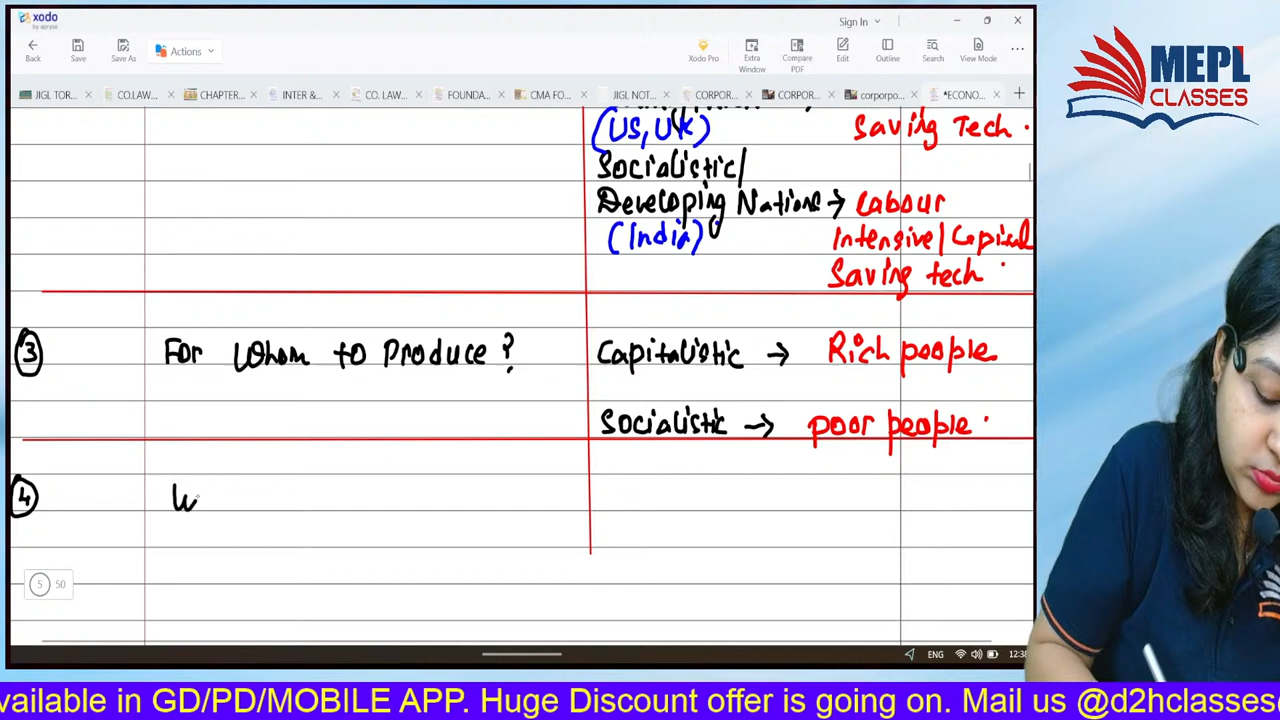 xodo
by apryse
Sign In
Back
Save
Save As
Actions
Xodo Pro
Extra Window
Compare PDF
Edit
Outline
Search
View Mode
JIGL TOR...
CO.LAW...
CHAPTER...
INTER & ...
FOUNDA...
CMA FO...
JIGL NOT...
CORPOR...
CORPOR...
corporpo...
*ECONO...
MEPL
CLASSES
(US, UK)
Saving Tech.
Socialistic/
Developing Nations → Labour
(India)
Intensive/Capital
Saving tech.
3 For Whom to Produce?
Capitalistic → Rich people.
Socialistic → poor people.
4 W
5 50
ENG
12:38
vailable in GD/PD/MOBILE APP. Huge Discount offer is going on. Mail us @d2hclasses